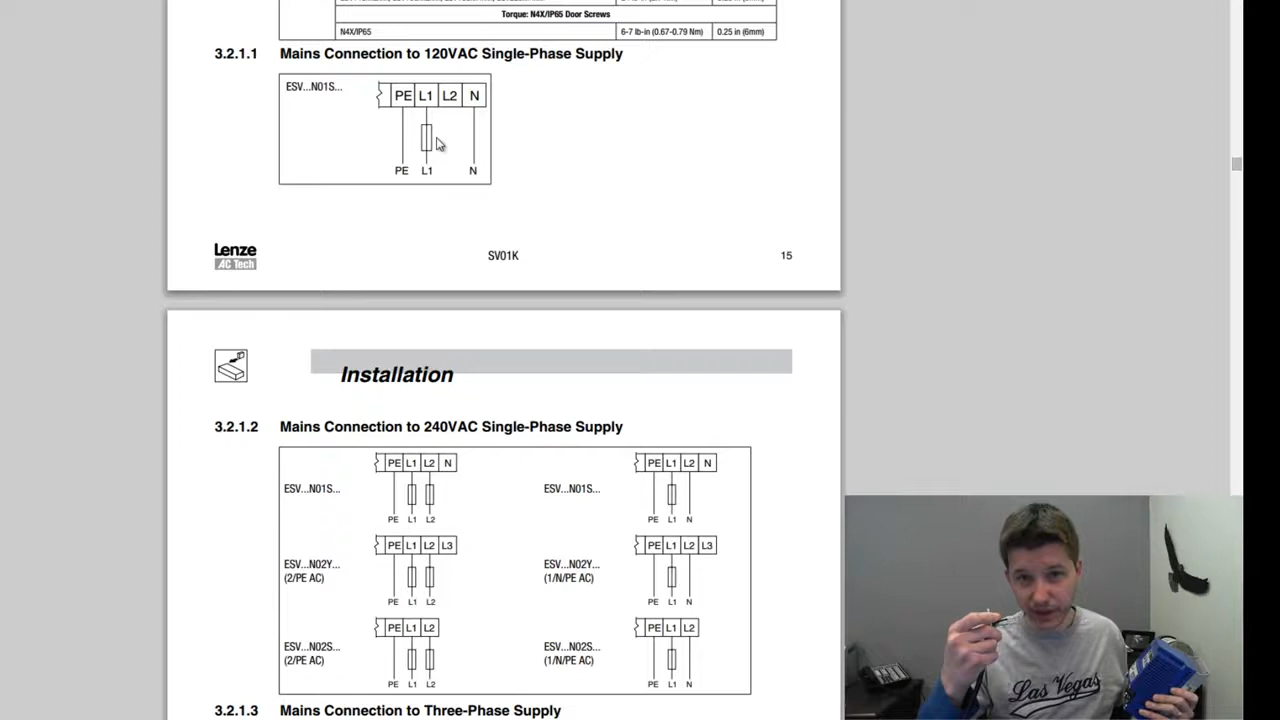 Torque: N4X/IP65 Door Screws
N4X/IP65 6-7 lb-in (0.67-0.79 Nm) 0.25 in (6mm)
3.2.1.1 Mains Connection to 120VAC Single-Phase Supply
ESV...N01S... PE L1 L2 N
PE L1 N
Lenze
AC Tech
SV01K
15
Installation
3.2.1.2 Mains Connection to 240VAC Single-Phase Supply
PE L1 L2 N
ESV...N01S...
PE L1 L2
PE L1 L2 N
ESV...N01S...
PE L1 N
PE L1 L2 L3
ESV...N02Y...
(2/PE AC)
PE L1 L2
PE L1 L2 L3
ESV...N02Y...
(1/N/PE AC)
PE L1 N
PE L1 L2
ESV...N02S...
(2/PE AC)
PE L1 L2
PE L1 L2
ESV...N02S...
(1/N/PE AC)
PE L1 N
3.2.1.3 Mains Connection to Three-Phase Supply
Las Vegas